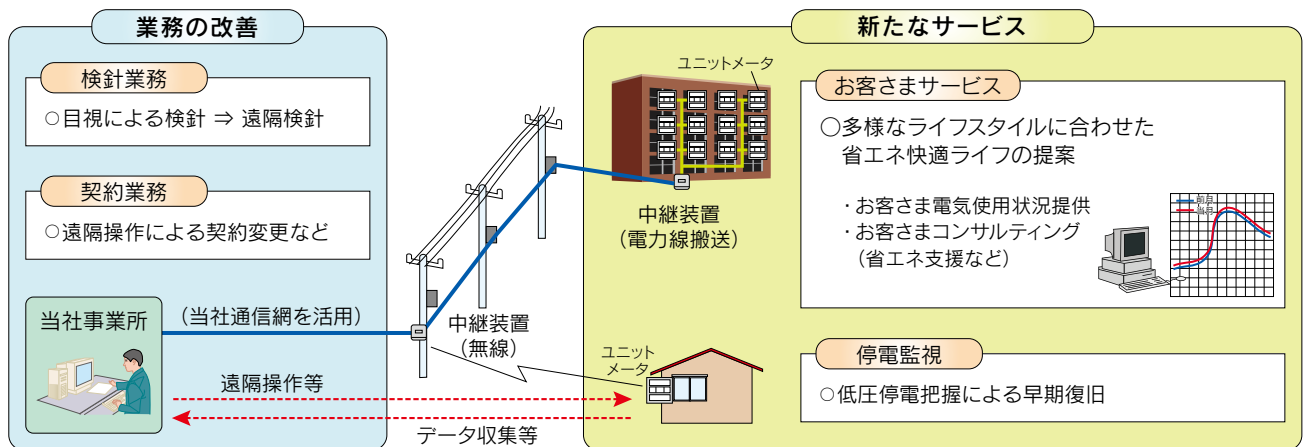 業務の改善
検針業務
○目視による検針 ⇒ 遠隔検針
契約業務
○遠隔操作による契約変更など
当社事業所
(当社通信網を活用)
遠隔操作等
データ収集等
中継装置
(無線)
新たなサービス
ユニットメータ
中継装置
(電力線搬送)
ユニット
メータ
お客さまサービス
○多様なライフスタイルに合わせた
省エネ快適ライフの提案
・お客さま電気使用状況提供
・お客さまコンサルティング
(省エネ支援など)
前月
当月
停電監視
○低圧停電把握による早期復旧